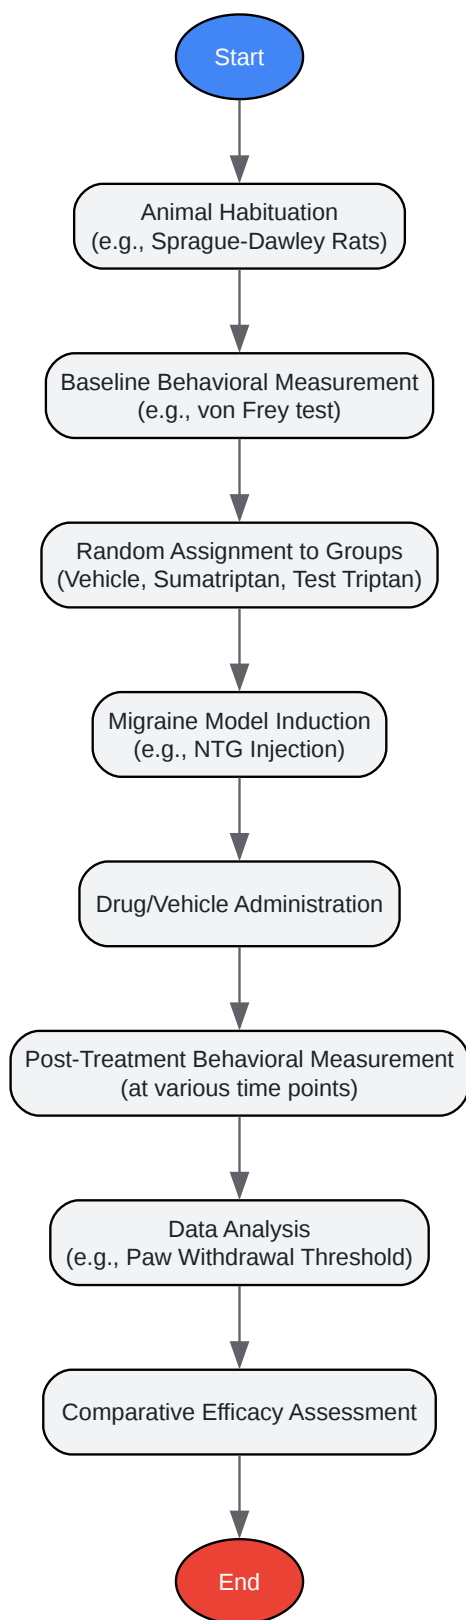 Start
Animal Habituation
(e.g., Sprague-Dawley Rats)
Baseline Behavioral Measurement
(e.g., von Frey test)
Random Assignment to Groups
(Vehicle, Sumatriptan, Test Triptan)
Migraine Model Induction
(e.g., NTG Injection)
Drug/Vehicle Administration
Post-Treatment Behavioral Measurement
(at various time points)
Data Analysis
(e.g., Paw Withdrawal Threshold)
Comparative Efficacy Assessment
End